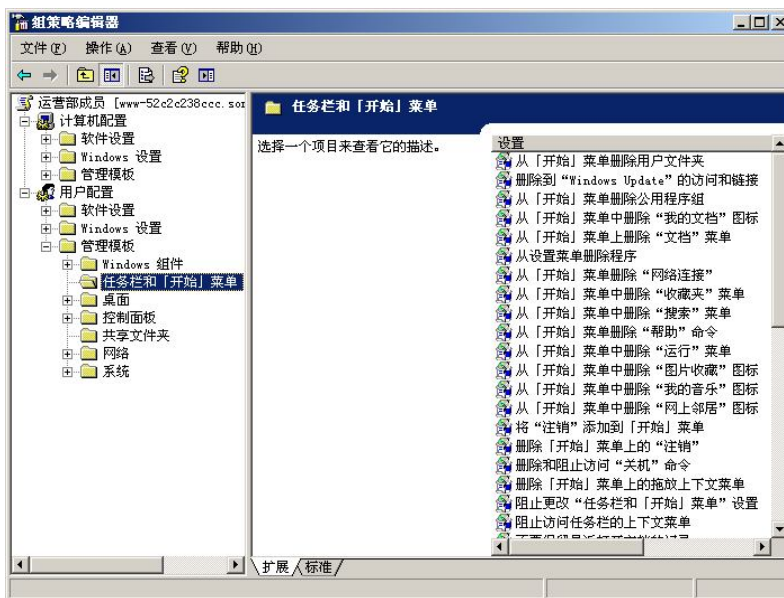 组策略编辑器
文件(F) 操作(A) 查看(V) 帮助(H)
运营部成员 [www-52c2c238ccc.sor
计算机配置
软件设置
Windows 设置
管理模板
用户配置
软件设置
Windows 设置
管理模板
Windows 组件
任务栏和「开始」菜单
桌面
控制面板
共享文件夹
网络
系统
任务栏和「开始」菜单
选择一个项目来查看它的描述。
设置
从「开始」菜单删除用户文件夹
删除到“Windows Update”的访问和链接
从「开始」菜单删除公用程序组
从「开始」菜单中删除“我的文档”图标
从「开始」菜单上删除“文档”菜单
从设置菜单删除程序
从「开始」菜单删除“网络连接”
从「开始」菜单中删除“收藏夹”菜单
从「开始」菜单中删除“搜索”菜单
从「开始」菜单删除“帮助”命令
从「开始」菜单中删除“运行”菜单
从「开始」菜单中删除“图片收藏”图标
从「开始」菜单中删除“我的音乐”图标
从「开始」菜单中删除“网上邻居”图标
将“注销”添加到「开始」菜单
删除「开始」菜单上的“注销”
删除和阻止访问“关机”命令
删除「开始」菜单上的拖放上下文菜单
阻止更改“任务栏和「开始」菜单”设置
阻止访问任务栏的上下文菜单
扩展 标准